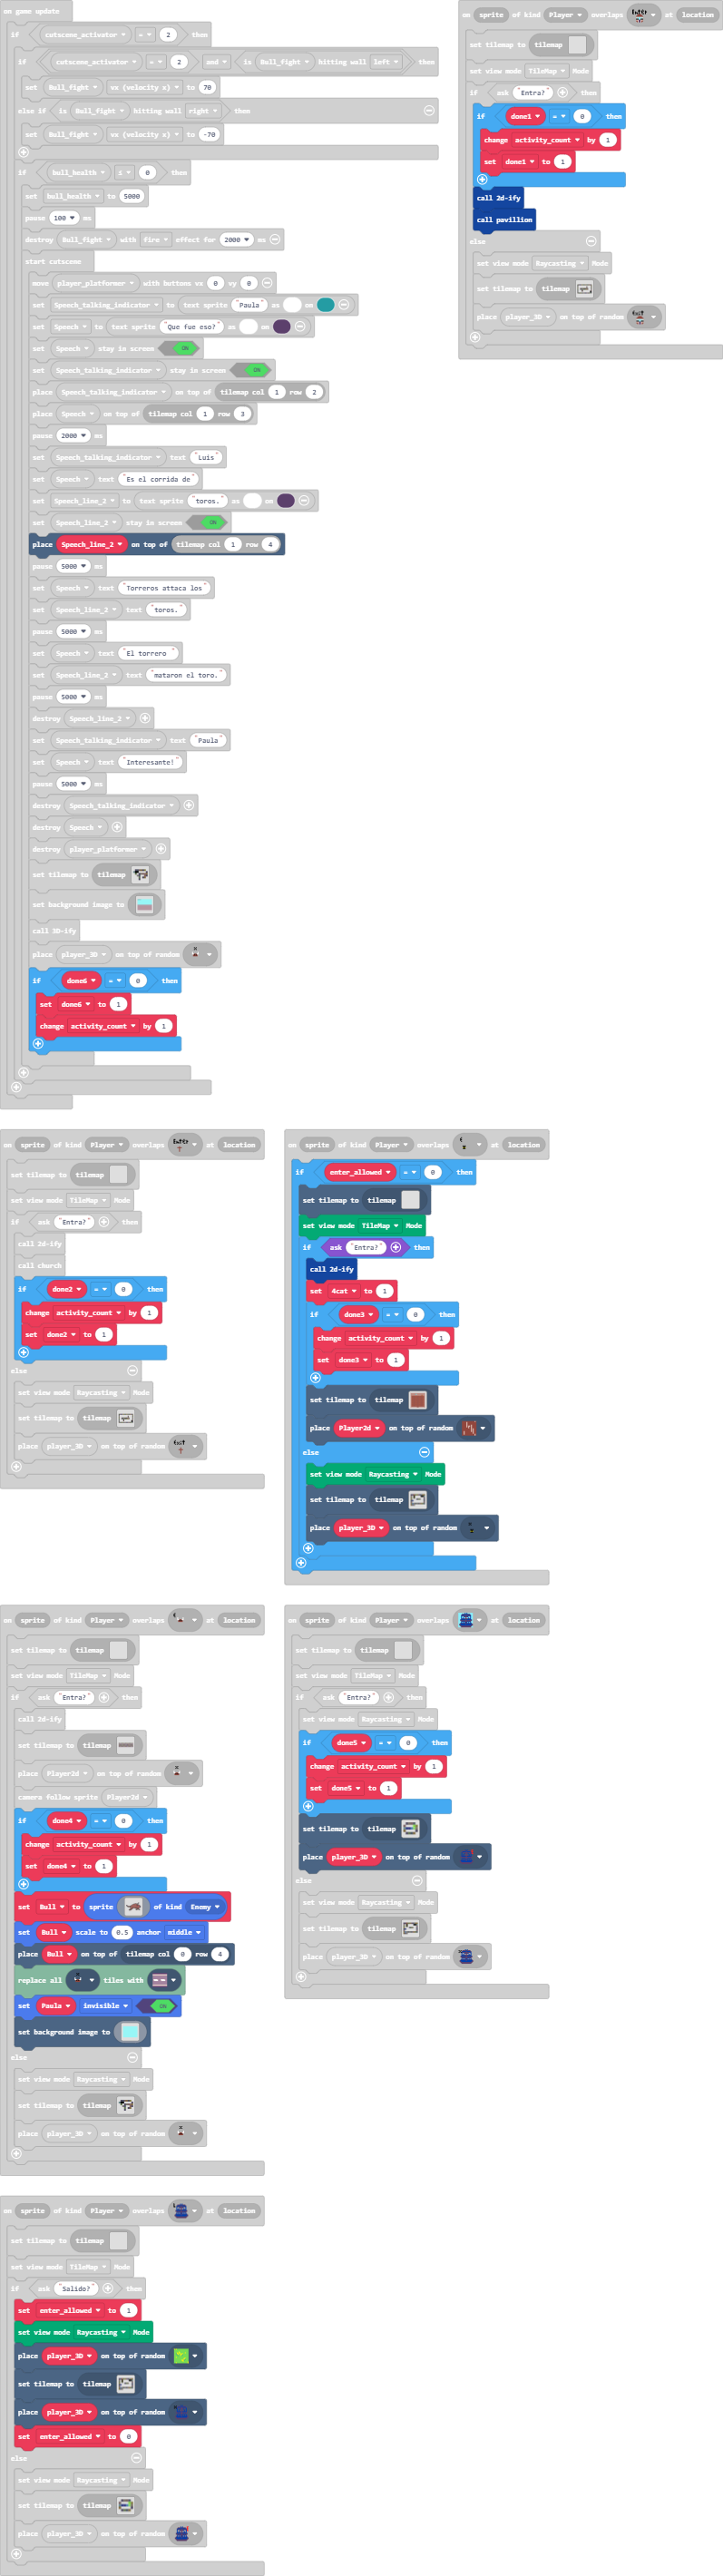 on game update
if cutscene_activator = 2 then
if cutscene_activator = 2 and is Bull_fight hitting wall left then
set Bull_fight vx (velocity x) to 70
else if is Bull_fight hitting wall right then
set Bull_fight vx (velocity x) to -70
if bull_health ≤ 0 then
set bull_health to 5000
pause 100 ms
destroy Bull_fight with fire effect for 2000 ms
start cutscene
move player_platformer with buttons vx 0 vy 0
set Speech_talking_indicator to text sprite "Paula" as on
set Speech to text sprite "Que fue eso?" as on
set Speech stay in screen ON
set Speech_talking_indicator stay in screen ON
place Speech_talking_indicator on top of tilemap col 1 row 2
place Speech on top of tilemap col 1 row 3
pause 2000 ms
set Speech_talking_indicator text "Luis"
set Speech text "Es el corrida de"
set Speech_line_2 to text sprite "toros." as on
set Speech_line_2 stay in screen ON
place Speech_line_2 on top of tilemap col 1 row 4
pause 5000 ms
set Speech text "Torreros attaca los"
set Speech_line_2 text "toros."
pause 5000 ms
set Speech text "El torrero "
set Speech_line_2 text "mataron el toro."
pause 5000 ms
destroy Speech_line_2
set Speech_talking_indicator text "Paula"
set Speech text "Interesante!"
pause 5000 ms
destroy Speech_talking_indicator
destroy Speech
destroy player_platformer
set tilemap to tilemap
set background image to
call 3D-ify
place player_3D on top of random
if done6 = 0 then
set done6 to 1
change activity_count by 1
on sprite of kind Player overlaps at location
set tilemap to tilemap
set view mode TileMap Mode
if ask "Entra?" then
if done1 = 0 then
change activity_count by 1
set done1 to 1
call 2d-ify
call pavillion
else
set view mode Raycasting Mode
set tilemap to tilemap
place player_3D on top of random
on sprite of kind Player overlaps at location
set tilemap to tilemap
set view mode TileMap Mode
if ask "Entra?" then
call 2d-ify
call church
if done2 = 0 then
change activity_count by 1
set done2 to 1
else
set view mode Raycasting Mode
set tilemap to tilemap
place player_3D on top of random
on sprite of kind Player overlaps at location
if enter_allowed = 0 then
set tilemap to tilemap
set view mode TileMap Mode
if ask "Entra?" then
call 2d-ify
set 4cat to 1
if done3 = 0 then
change activity_count by 1
set done3 to 1
set tilemap to tilemap
place Player2d on top of random
else
set view mode Raycasting Mode
set tilemap to tilemap
place player_3D on top of random
on sprite of kind Player overlaps at location
set tilemap to tilemap
set view mode TileMap Mode
if ask "Entra?" then
call 2d-ify
set tilemap to tilemap
place Player2d on top of random
camera follow sprite Player2d
if done4 = 0 then
change activity_count by 1
set done4 to 1
set Bull to sprite of kind Enemy
set Bull scale to 0.5 anchor middle
place Bull on top of tilemap col 0 row 4
replace all tiles with
set Paula invisible ON
set background image to
else
set view mode Raycasting Mode
set tilemap to tilemap
place player_3D on top of random
on sprite of kind Player overlaps at location
set tilemap to tilemap
set view mode TileMap Mode
if ask "Entra?" then
set view mode Raycasting Mode
if done5 = 0 then
change activity_count by 1
set done5 to 1
set tilemap to tilemap
place player_3D on top of random
else
set view mode Raycasting Mode
set tilemap to tilemap
place player_3D on top of random
on sprite of kind Player overlaps at location
set tilemap to tilemap
set view mode TileMap Mode
if ask "Salido?" then
set enter_allowed to 1
set view mode Raycasting Mode
place player_3D on top of random
set tilemap to tilemap
place player_3D on top of random
set enter_allowed to 0
else
set view mode Raycasting Mode
set tilemap to tilemap
place player_3D on top of random